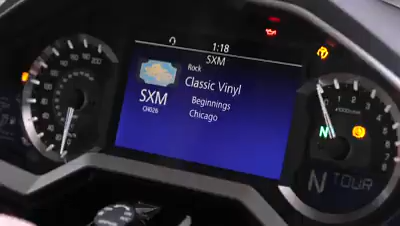 1:18
SXM
Rock
Classic Vinyl
SXM
CH026
Beginnings
Chicago
N
N TOUR